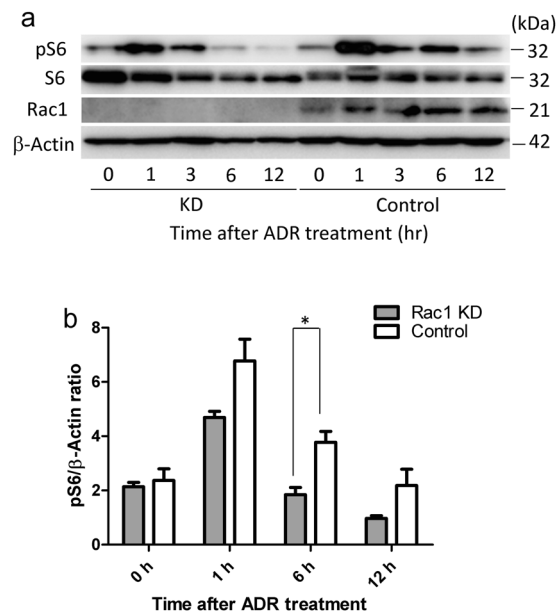 a
(kDa)
pS6
32
S6
32
Rac1
21
β-Actin
42
0 1 3 6 12 0 1 3 6 12
KD Control
Time after ADR treatment (hr)
b
Rac1 KD
Control
*
8
6
4
2
0
pS6/β-Actin ratio
0 h 1 h 6 h 12 h
Time after ADR treatment